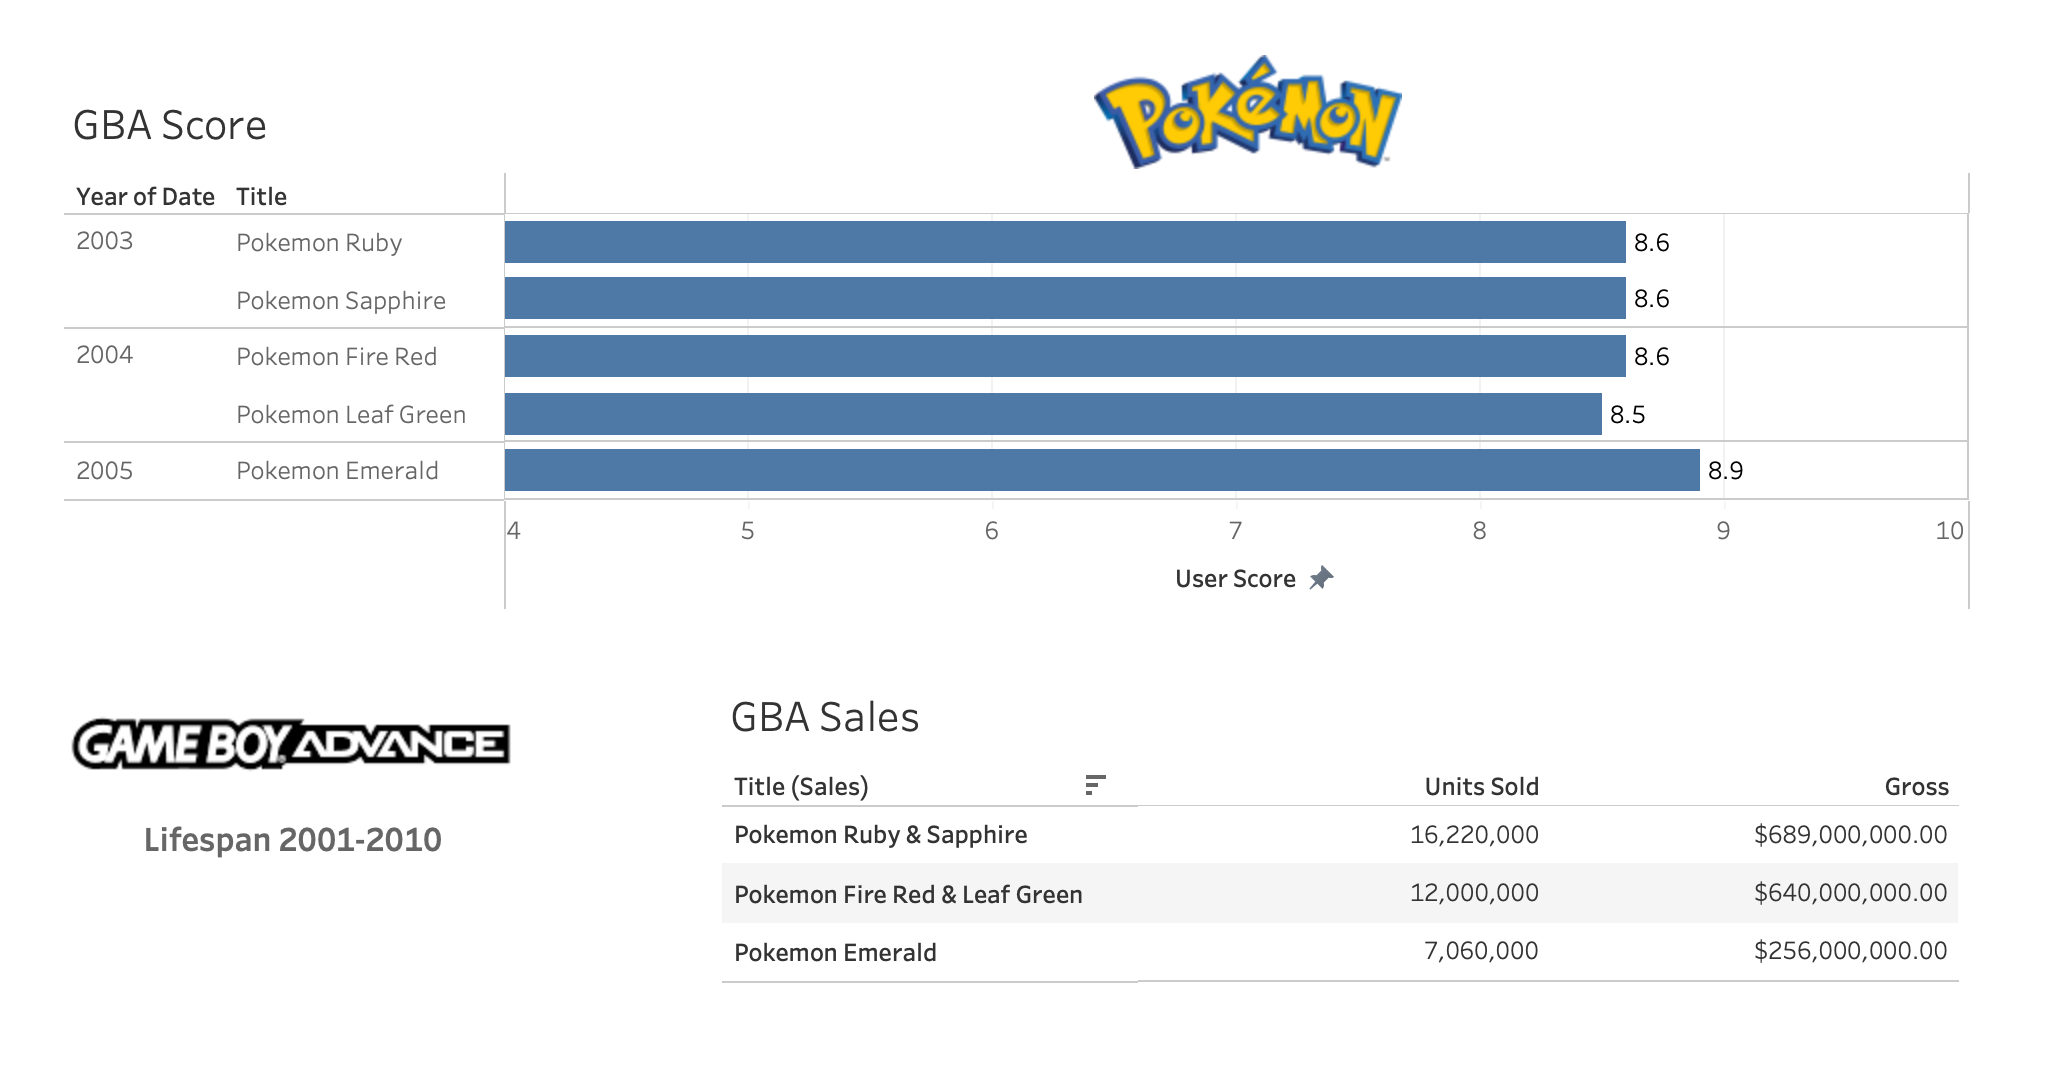 POKéMON
GBA Score
Year of Date Title
2003 Pokemon Ruby 8.6
Pokemon Sapphire 8.6
2004 Pokemon Fire Red 8.6
Pokemon Leaf Green 8.5
2005 Pokemon Emerald 8.9
4 5 6 7 8 9 10
User Score
GBA Sales
GAME BOY ADVANCE
Title (Sales) Units Sold Gross
Lifespan 2001-2010
Pokemon Ruby & Sapphire 16,220,000 $689,000,000.00
Pokemon Fire Red & Leaf Green 12,000,000 $640,000,000.00
Pokemon Emerald 7,060,000 $256,000,000.00